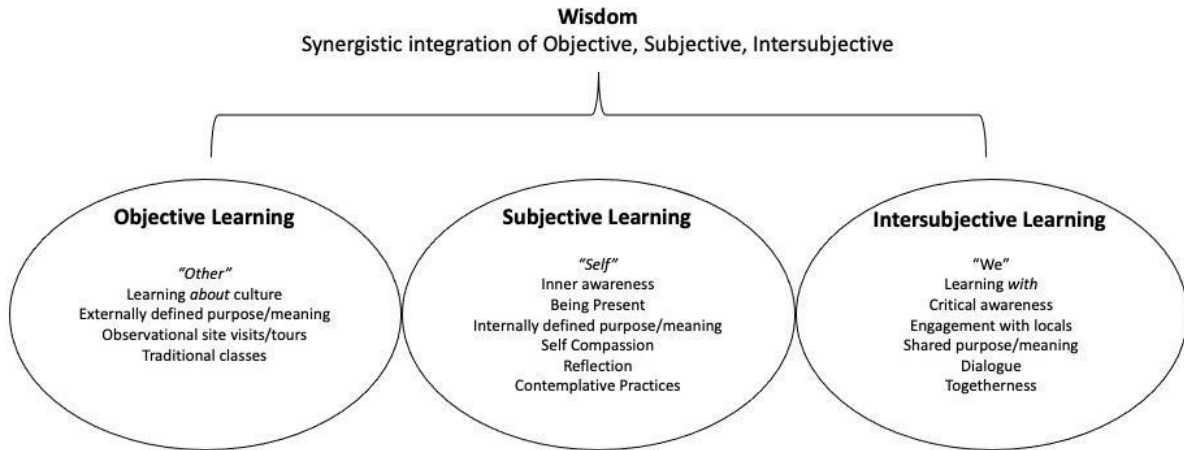 Wisdom
Synergistic integration of Objective, Subjective, Intersubjective
Objective Learning
“Other”
Learning about culture
Externally defined purpose/meaning
Observational site visits/tours
Traditional classes
Subjective Learning
“Self”
Inner awareness
Being Present
Internally defined purpose/meaning
Self Compassion
Reflection
Contemplative Practices
Intersubjective Learning
“We”
Learning with
Critical awareness
Engagement with locals
Shared purpose/meaning
Dialogue
Togetherness